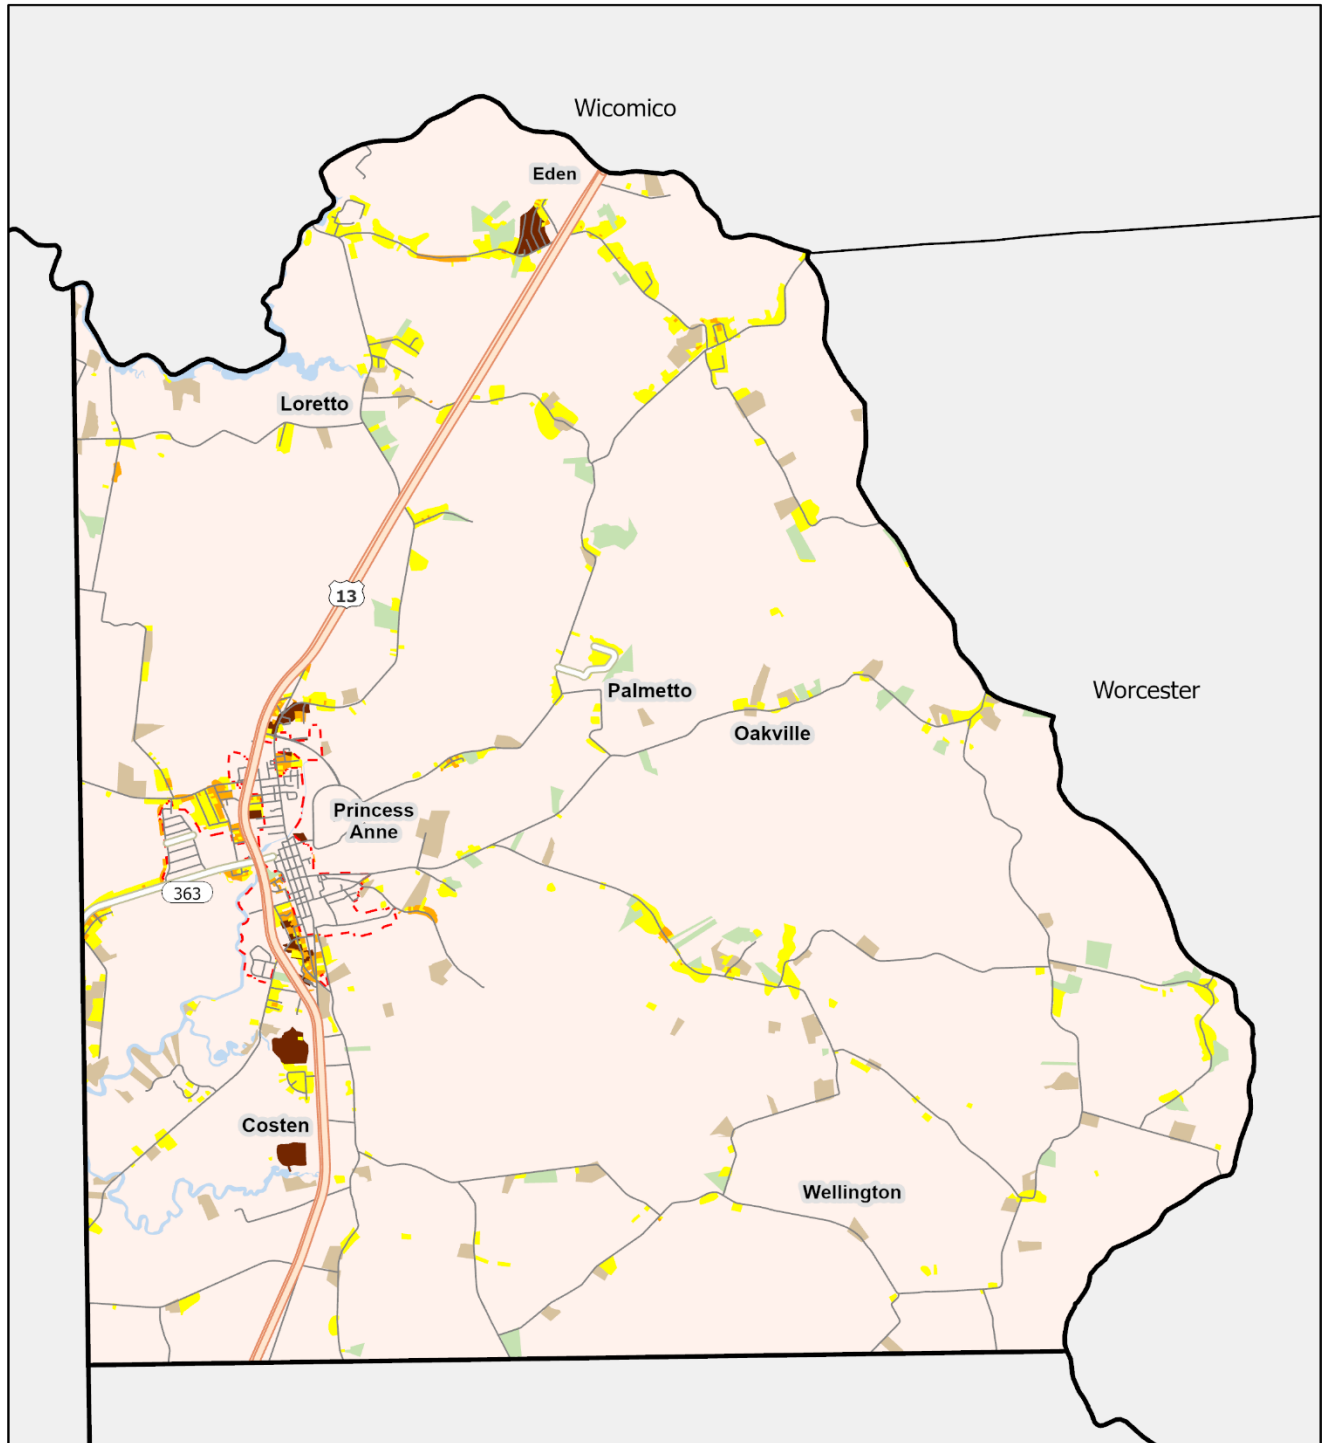 Wicomico
Eden
Loretto
13
Palmetto
Worcester
Oakville
Princess
Anne
363
Costen
Wellington